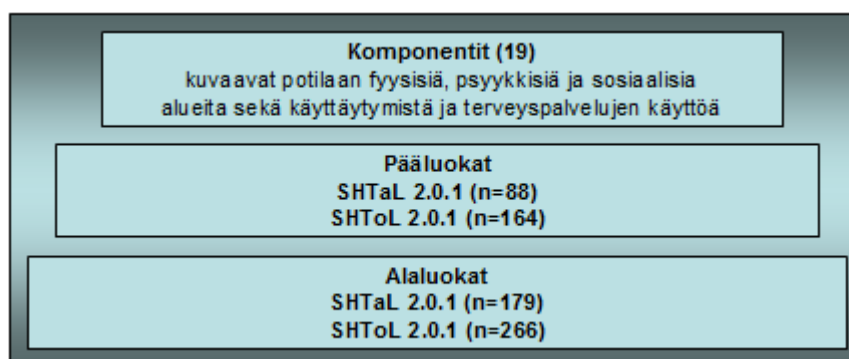 Komponentit (19)
kuvaavat potilaan fyysisiä, psyykkisiä ja sosiaalisia
alueita sekä käyttäytymistä ja terveyspalvelujen käyttöä
Pääluokat
SHTaL 2.0.1 (n=88)
SHToL 2.0.1 (n=164)
Alaluokat
SHTaL 2.0.1 (n=179)
SHToL 2.0.1 (n=266)